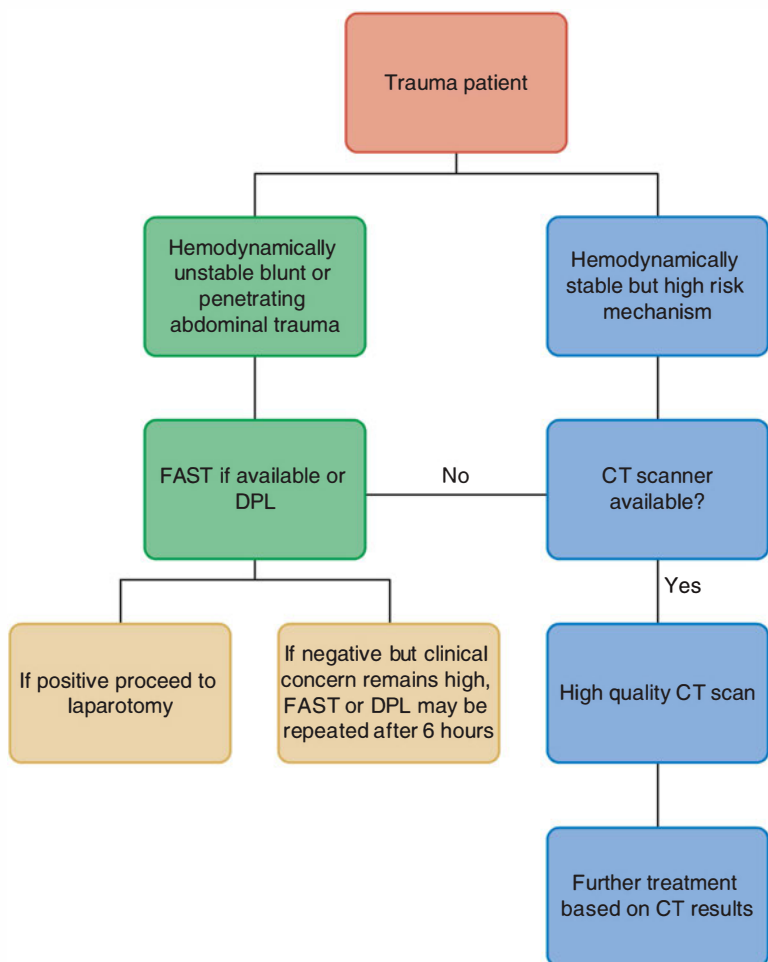 Trauma patient
Hemodynamically
unstable blunt or
penetrating
abdominal trauma
Hemodynamically
stable but high risk
mechanism
FAST if available or
DPL
No
CT scanner
available?
Yes
If positive proceed to
laparotomy
If negative but clinical
concern remains high,
FAST or DPL may be
repeated after 6 hours
High quality CT scan
Further treatment
based on CT results